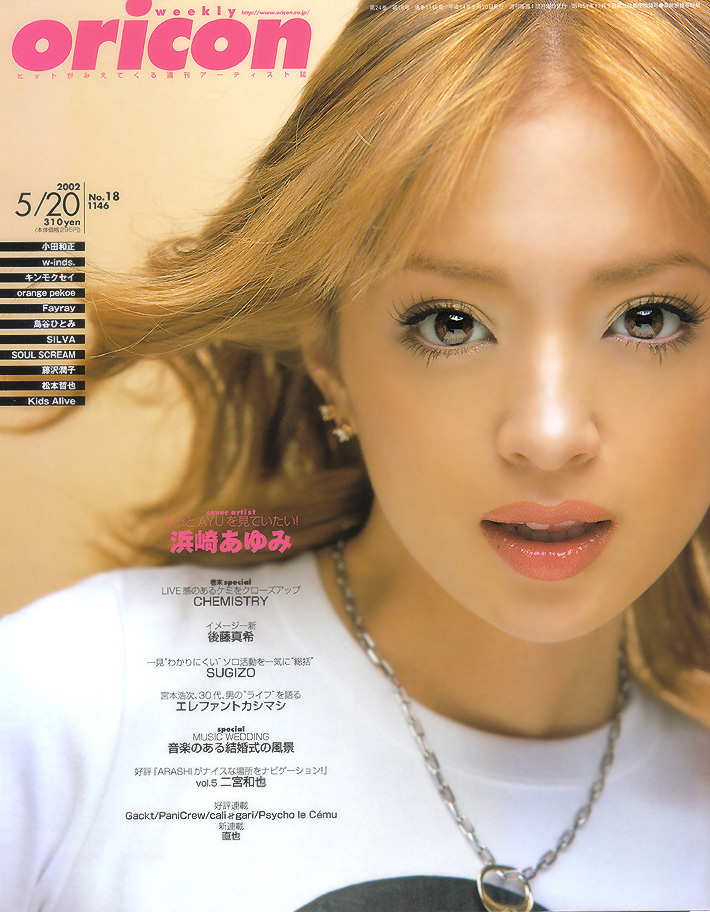 weekly
http://www.oricon.co.jp/
oricon
ヒットがみえてくる週刊アーティスト誌
2002
5/20
No.18
1146
310yen
(本体価格295円)
小田和正
w-inds.
キンモクセイ
orange pekoe
Fayray
島谷ひとみ
SILVA
SOUL SCREAM
藤沢潤子
松本哲也
Kids Alive
cover artist
ずっとAYUを見ていたい!
浜崎あゆみ
巻末special
LIVE感のあるケミをクローズアップ
CHEMISTRY
イメージ一新
後藤真希
一見“わかりにくい”ソロ活動を一気に“総括”
SUGIZO
宮本浩次、30代、男の“ライブ”を語る
エレファントカシマシ
special
MUSIC WEDDING
音楽のある結婚式の風景
好評『ARASHIがナイスな場所をナビゲーション!』
vol.5 二宮和也
好評連載
Gackt/PaniCrew/cali≠gari/Psycho le Cému
新連載
直也